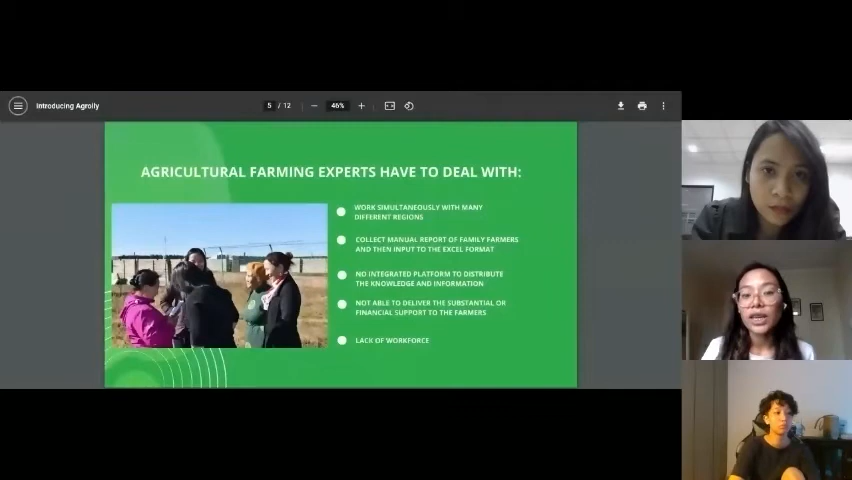 Introducing Agrolly
5 / 12
46%
AGRICULTURAL FARMING EXPERTS HAVE TO DEAL WITH:
WORK SIMULTANEOUSLY WITH MANY
DIFFERENT REGIONS
COLLECT MANUAL REPORT OF FAMILY FARMERS
AND THEN INPUT TO THE EXCEL FORMAT
NO INTEGRATED PLATFORM TO DISTRIBUTE
THE KNOWLEDGE AND INFORMATION
NOT ABLE TO DELIVER THE SUBSTANTIAL OR
FINANCIAL SUPPORT TO THE FARMERS
LACK OF WORKFORCE